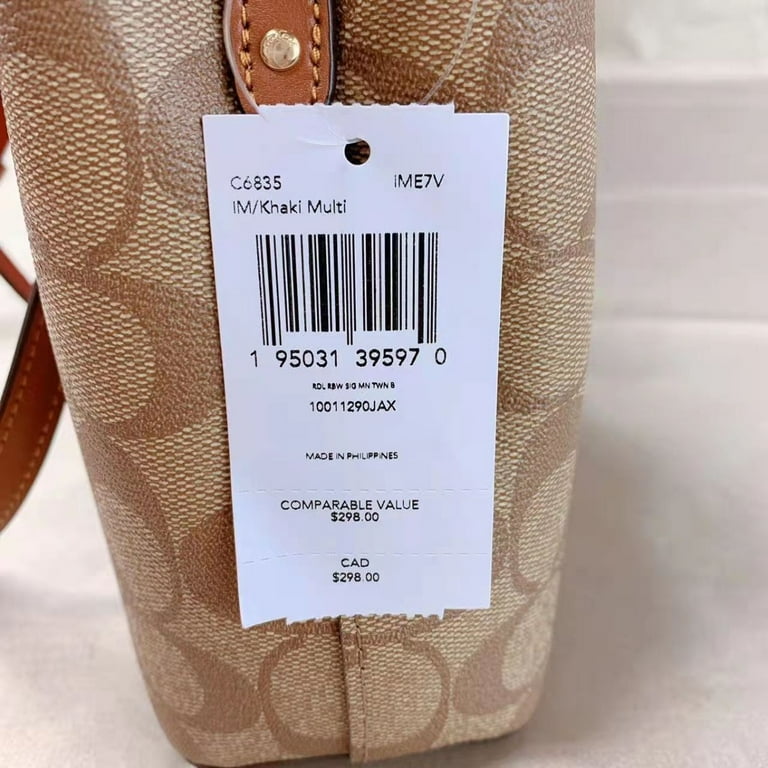 C6835 IME7V
IM/Khaki Multi
1 95031 39597 0
RDL RBW SIG MN TWN B
10011290JAX
MADE IN PHILIPPINES
COMPARABLE VALUE
$298.00
CAD
$298.00